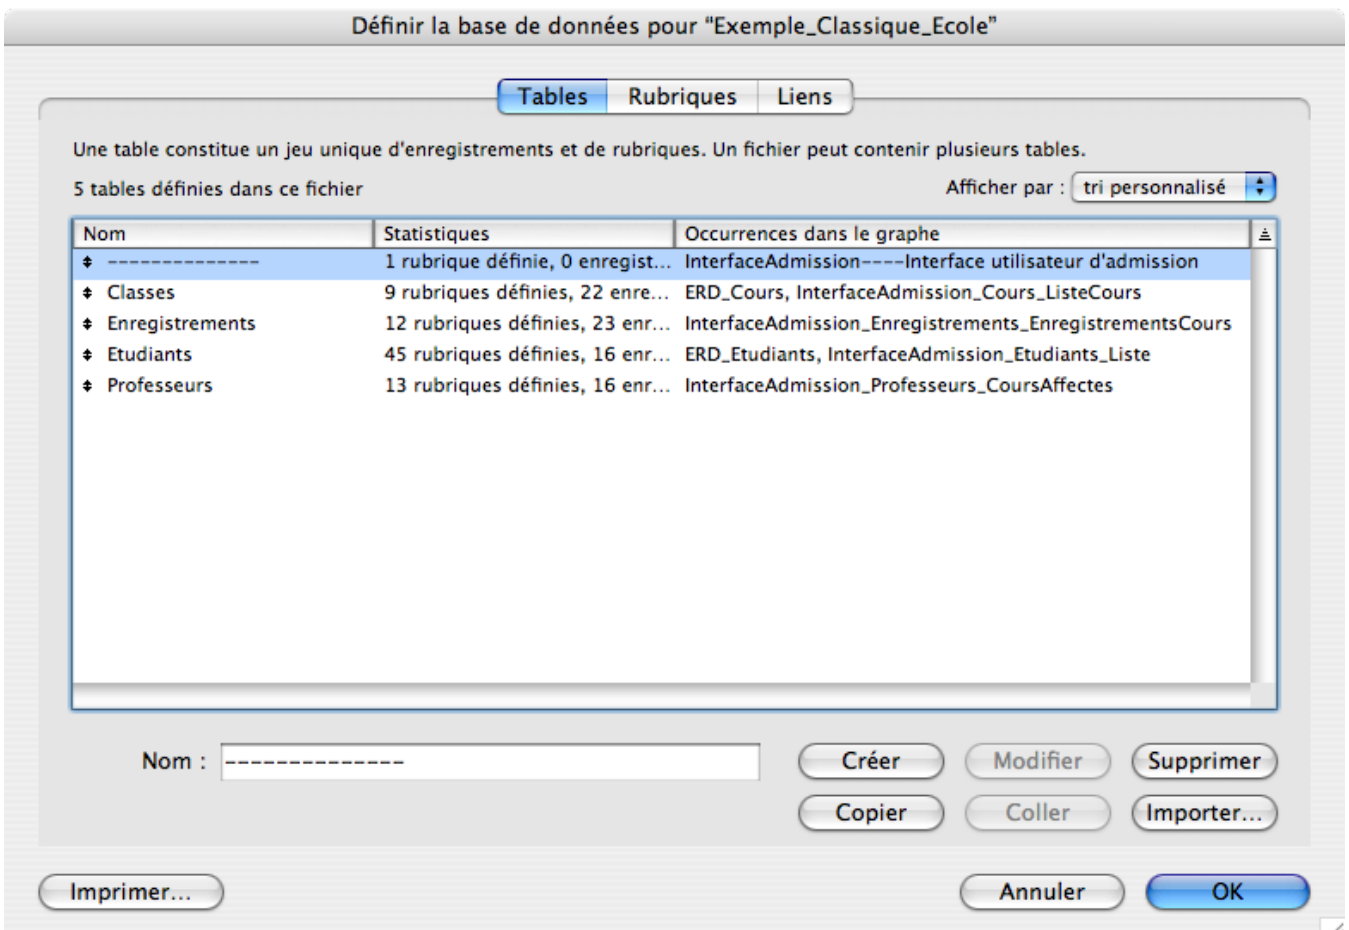 Définir la base de données pour “Exemple_Classique_Ecole”
Tables Rubriques Liens
Une table constitue un jeu unique d'enregistrements et de rubriques. Un fichier peut contenir plusieurs tables.
5 tables définies dans ce fichier Afficher par : tri personnalisé
Nom Statistiques Occurrences dans le graphe
-------------- 1 rubrique définie, 0 enregist... InterfaceAdmission----Interface utilisateur d'admission
Classes 9 rubriques définies, 22 enre... ERD_Cours, InterfaceAdmission_Cours_ListeCours
Enregistrements 12 rubriques définies, 23 enr... InterfaceAdmission_Enregistrements_EnregistrementsCours
Etudiants 45 rubriques définies, 16 enr... ERD_Etudiants, InterfaceAdmission_Etudiants_Liste
Professeurs 13 rubriques définies, 16 enr... InterfaceAdmission_Professeurs_CoursAffectes
Nom : -------------- Créer Modifier Supprimer
Copier Coller Importer...
Imprimer... Annuler OK